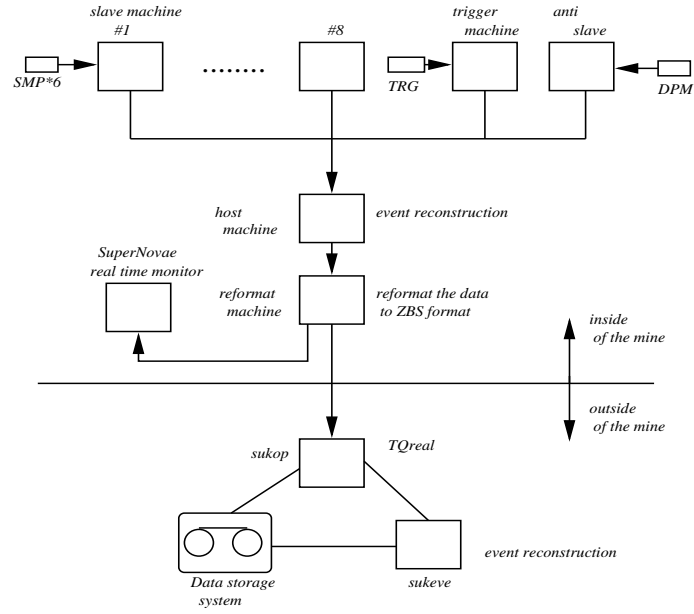 slave machine
#1
#8
trigger
machine
anti
slave
SMP*6
TRG
DPM
host
machine
event reconstruction
SuperNovae
real time monitor
reformat
machine
reformat the data
to ZBS format
inside
of the mine
outside
of the mine
sukop
TQreal
event reconstruction
Data storage
system
sukeve